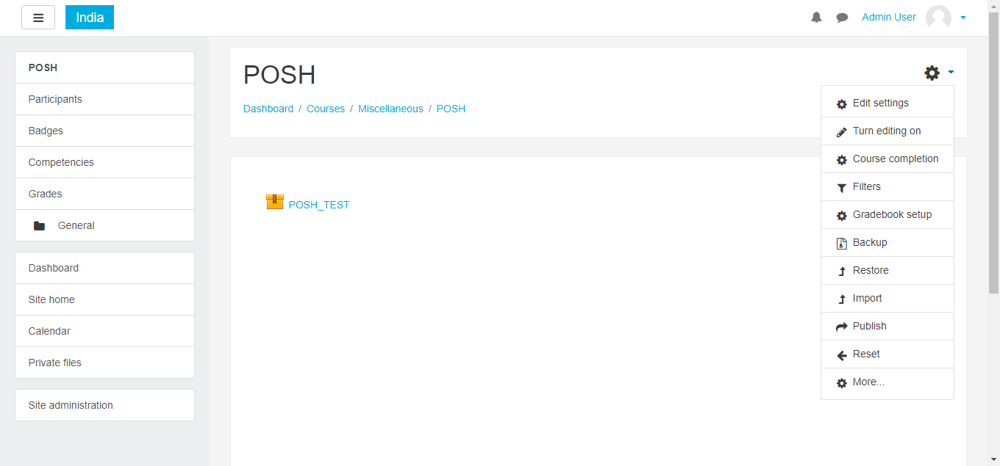 India
Admin User
POSH
Participants
Badges
Competencies
Grades
General
Dashboard
Site home
Calendar
Private files
Site administration
POSH
Dashboard / Courses / Miscellaneous / POSH
POSH_TEST
Edit settings
Turn editing on
Course completion
Filters
Gradebook setup
Backup
Restore
Import
Publish
Reset
More...